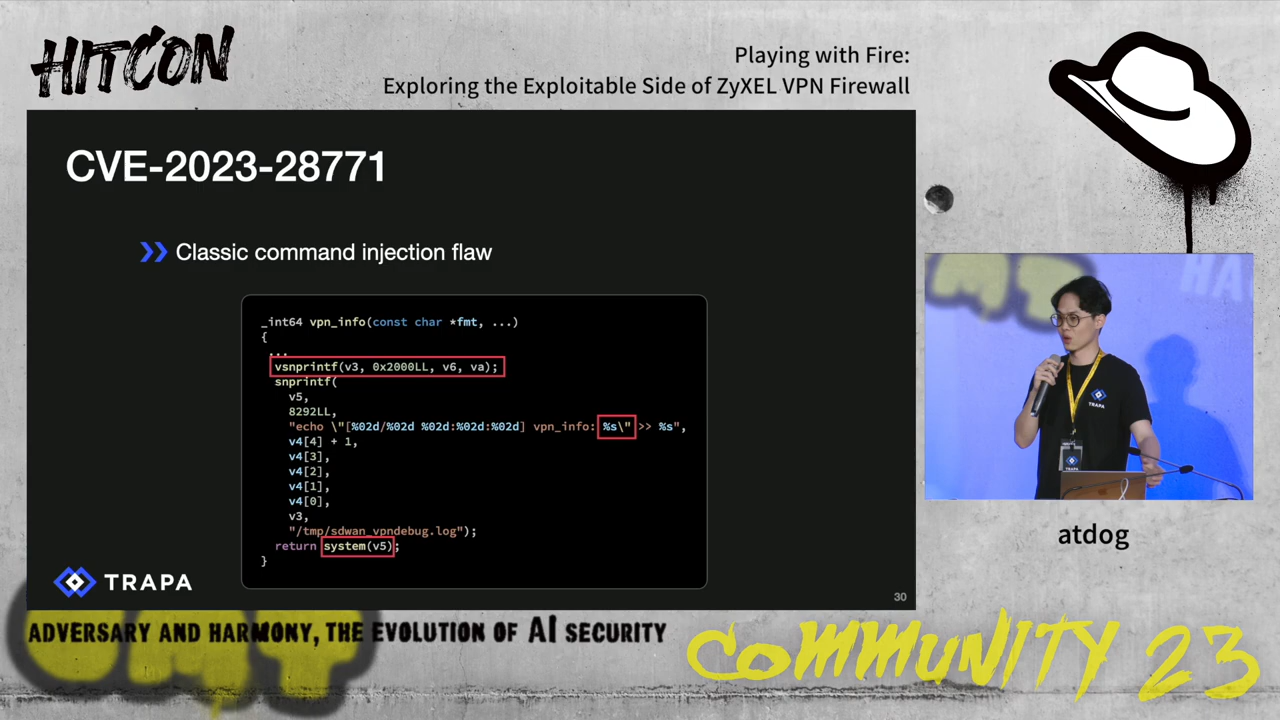 HITCON
Playing with Fire:
Exploring the Exploitable Side of ZyXEL VPN Firewall
CVE-2023-28771
Classic command injection flaw
_int64 vpn_info(const char *fmt, ...)
{
...
vsnprintf(v3, 0x2000LL, v6, va);
snprintf(
v5,
8292LL,
"echo \"[%02d/%02d %02d:%02d:%02d] vpn_info: %s\" >> %s",
v4[4] + 1,
v4[3],
v4[2],
v4[1],
v4[0],
v3,
"/tmp/sdwan_vpndebug.log");
return system(v5);
}
TRAPA
30
TRAPA
TRAPA
atdog
ADVERSARY AND HARMONY, THE EVOLUTION OF AI SECURITY
COMMUNITY 23